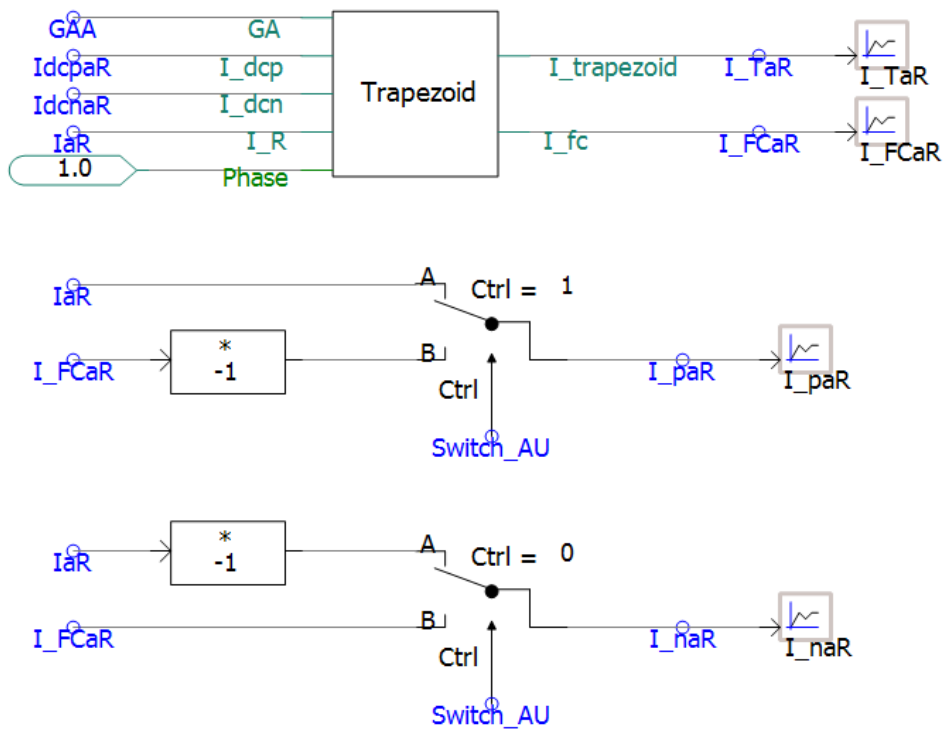 GAA GA
IdcpaR I_dcp
IdcnaR I_dcn
IaR I_R
1.0 Phase
Trapezoid
I_trapezoid I_TaR I_TaR
I_fc I_FCaR I_FCaR
IaR A Ctrl = 1
I_FCaR * -1 B
Ctrl
Switch_AU
I_paR I_paR
IaR * -1 A Ctrl = 0
I_FCaR B
Ctrl
Switch_AU
I_naR I_naR